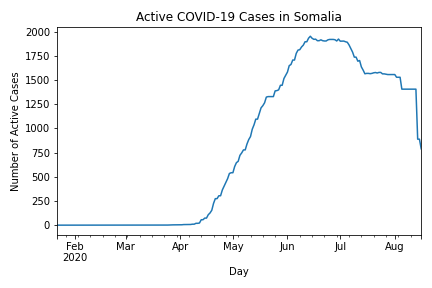 Active COVID-19 Cases in Somalia
Number of Active Cases
2000
1750
1500
1250
1000
750
500
250
0
Feb Mar Apr May Jun Jul Aug
2020
Day